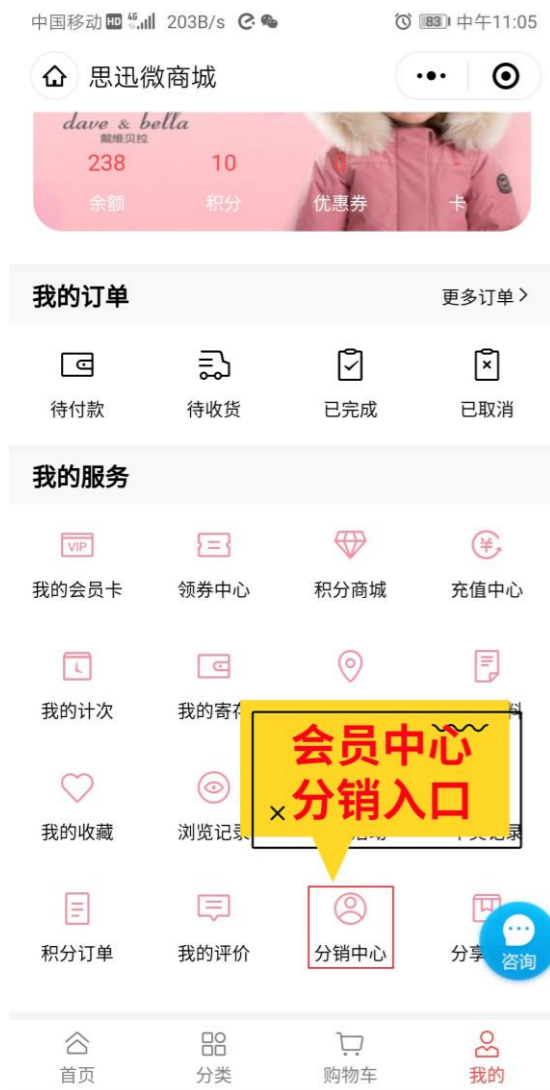 中国移动 HD 4G 203B/s 83 中午11:05
思迅微商城
dave & bella
戴维贝拉
238 10 0
余额 积分 优惠券 卡
我的订单 更多订单
待付款 待收货 已完成 已取消
我的服务
VIP
我的会员卡 领券中心 积分商城 充值中心
我的计次 我的寄存 料
会员中心
分销入口
我的收藏 浏览记录 活动 记录
积分订单 我的评价 分销中心 分享
咨询
首页 分类 购物车 我的